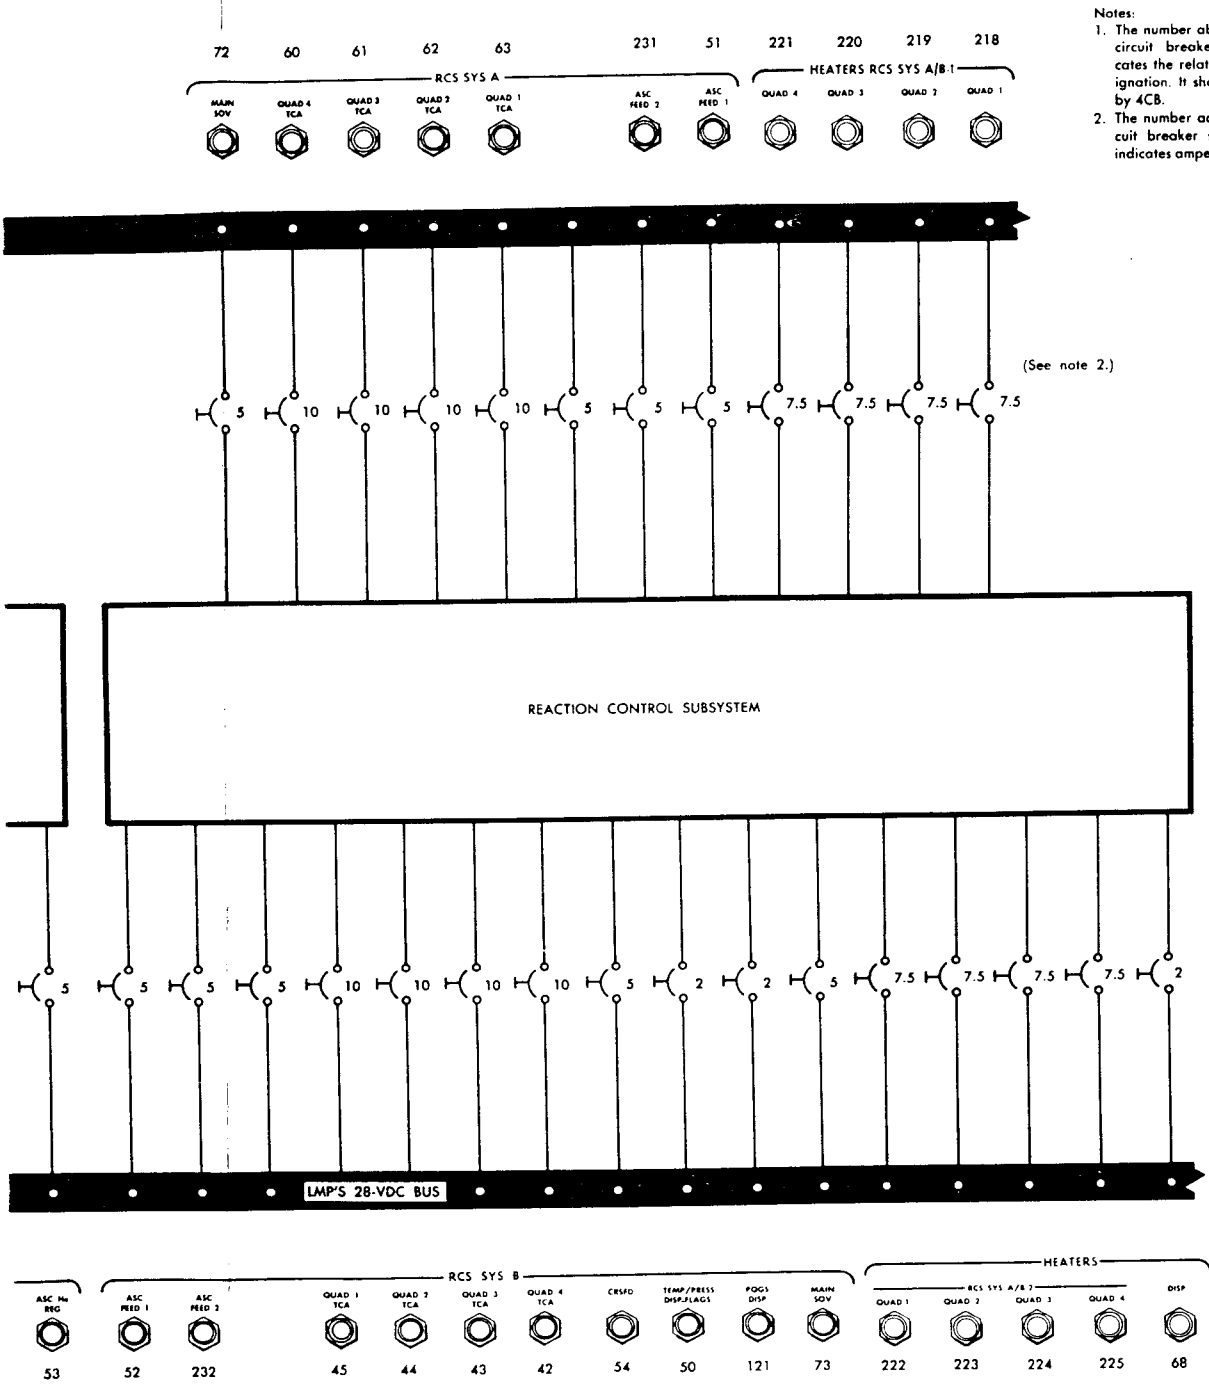 Notes:
1. The number ab
circuit breake
cates the relat
ignation. It sho
by 4CB.
2. The number ad
cuit breaker s
indicates ampe
72 60 61 62 63 231 51 221 220 219 218
RCS SYS A HEATERS RCS SYS A/B-1
MAIN SOV QUAD 4 TCA QUAD 3 TCA QUAD 2 TCA QUAD 1 TCA ASC FEED 2 ASC FEED 1 QUAD 4 QUAD 3 QUAD 2 QUAD 1
(See note 2.)
5 10 10 10 10 5 5 5 7.5 7.5 7.5 7.5
REACTION CONTROL SUBSYSTEM
5 5 5 5 10 10 10 10 5 2 2 5 7.5 7.5 7.5 7.5 2
LMP'S 28-VDC BUS
RCS SYS B HEATERS
RCS SYS A/B-2
ASC He REG ASC FEED 1 ASC FEED 2 QUAD 1 TCA QUAD 2 TCA QUAD 3 TCA QUAD 4 TCA CRSFD TEMP/PRESS DISP-FLAGS PQGS DISP MAIN SOV QUAD 1 QUAD 2 QUAD 3 QUAD 4 DISP
53 52 232 45 44 43 42 54 50 121 73 222 223 224 225 68